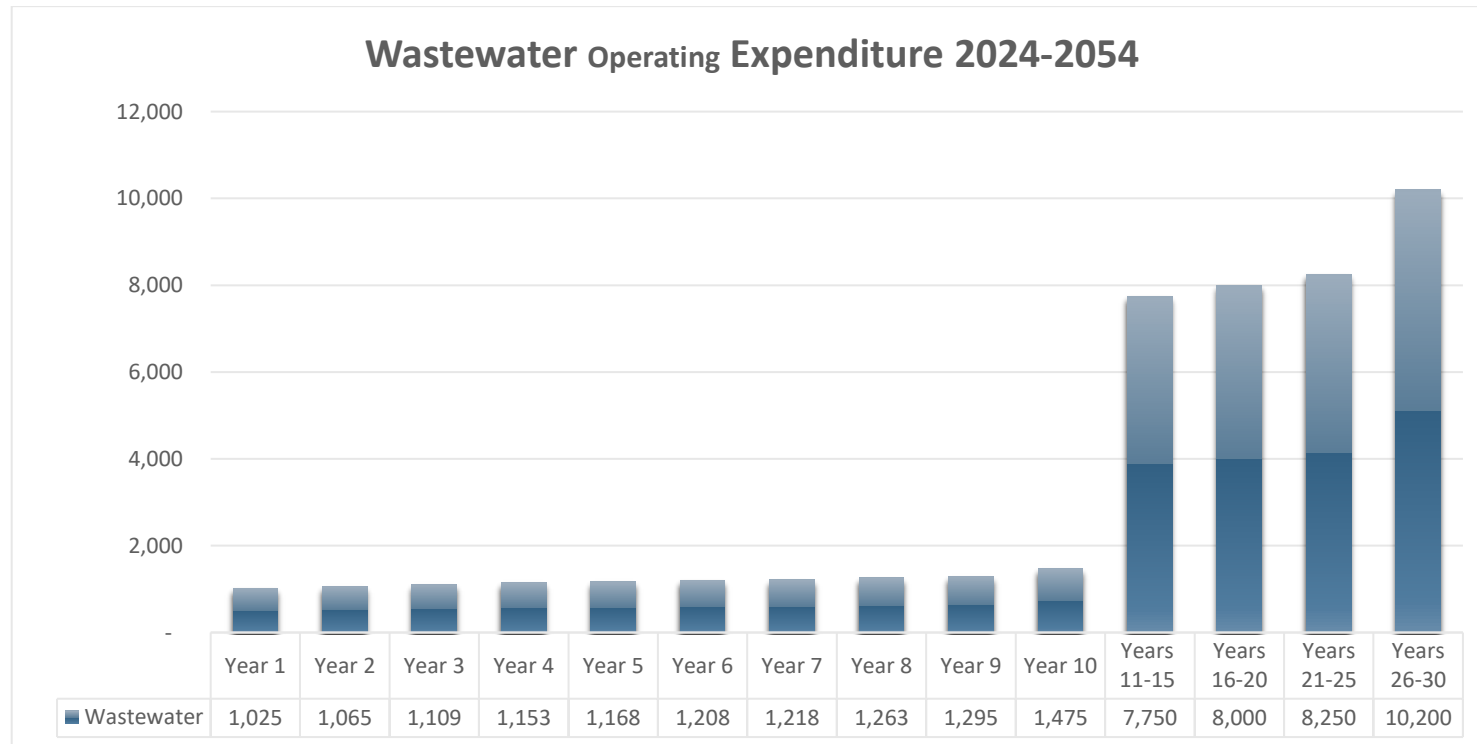 Wastewater Operating Expenditure 2024-2054
12,000
10,000
8,000
6,000
4,000
2,000
-
Year 1 Year 2 Year 3 Year 4 Year 5 Year 6 Year 7 Year 8 Year 9 Year 10 Years 11-15 Years 16-20 Years 21-25 Years 26-30
Wastewater 1,025 1,065 1,109 1,153 1,168 1,208 1,218 1,263 1,295 1,475 7,750 8,000 8,250 10,200